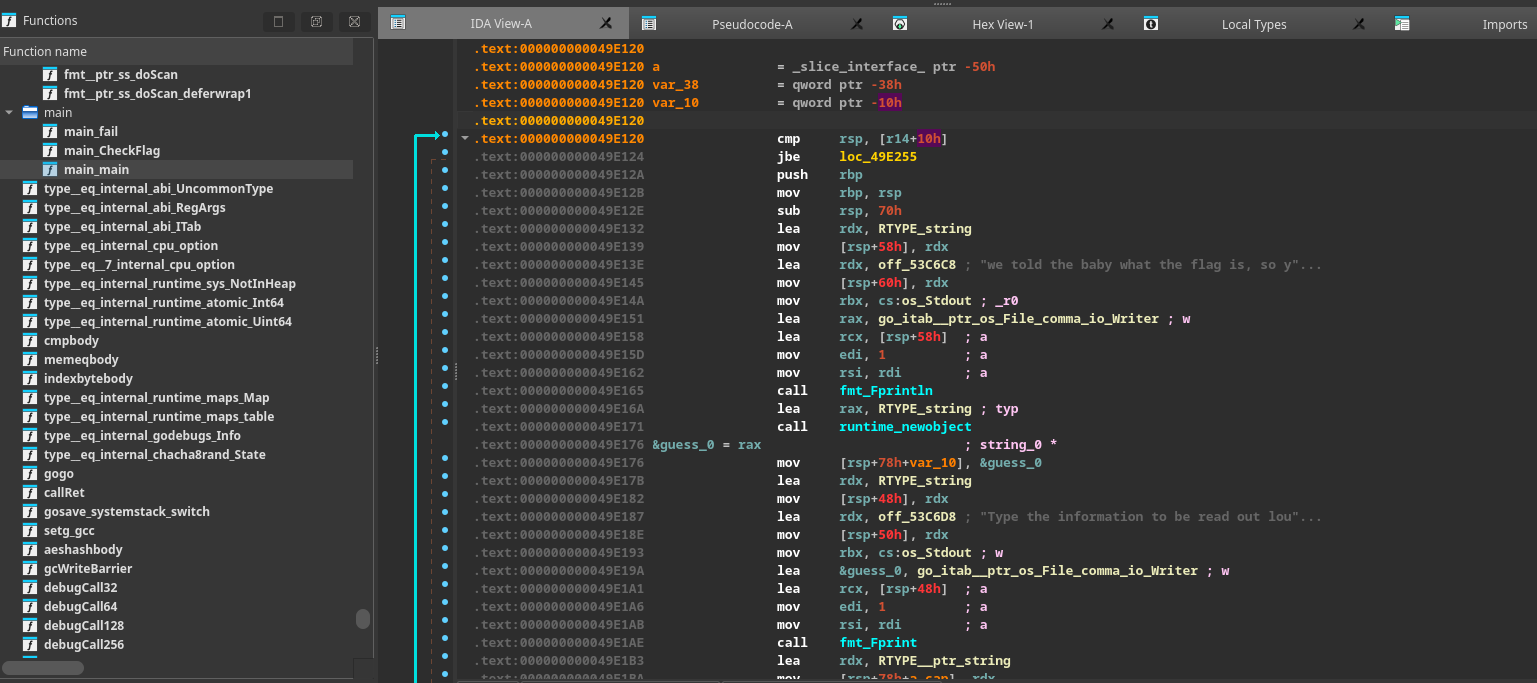 Functions
Function name
fmt__ptr_ss_doScan
fmt__ptr_ss_doScan_deferwrap1
main
main_fail
main_CheckFlag
main_main
type__eq_internal_abi_UncommonType
type__eq_internal_abi_RegArgs
type__eq_internal_abi_ITab
type__eq_internal_cpu_option
type__eq__7_internal_cpu_option
type__eq_internal_runtime_sys_NotInHeap
type__eq_internal_runtime_atomic_Int64
type__eq_internal_runtime_atomic_Uint64
cmpbody
memeqbody
indexbytebody
type__eq_internal_runtime_maps_Map
type__eq_internal_runtime_maps_table
type__eq_internal_godebugs_Info
type__eq_internal_chacha8rand_State
gogo
callRet
gosave_systemstack_switch
setg_gcc
aeshashbody
gcWriteBarrier
debugCall32
debugCall64
debugCall128
debugCall256
IDA View-A Pseudocode-A Hex View-1 Local Types Imports
.text:000000000049E120
.text:000000000049E120 a = _slice_interface_ ptr -50h
.text:000000000049E120 var_38 = qword ptr -38h
.text:000000000049E120 var_10 = qword ptr -10h
.text:000000000049E120
.text:000000000049E120 cmp rsp, [r14+10h]
.text:000000000049E124 jbe loc_49E255
.text:000000000049E12A push rbp
.text:000000000049E12B mov rbp, rsp
.text:000000000049E12E sub rsp, 70h
.text:000000000049E132 lea rdx, RTYPE_string
.text:000000000049E139 mov [rsp+58h], rdx
.text:000000000049E13E lea rdx, off_53C6C8 ; "we told the baby what the flag is, so y"...
.text:000000000049E145 mov [rsp+60h], rdx
.text:000000000049E14A mov rbx, cs:os_Stdout ; _r0
.text:000000000049E151 lea rax, go_itab__ptr_os_File_comma_io_Writer ; w
.text:000000000049E158 lea rcx, [rsp+58h] ; a
.text:000000000049E15D mov edi, 1 ; a
.text:000000000049E162 mov rsi, rdi ; a
.text:000000000049E165 call fmt_Fprintln
.text:000000000049E16A lea rax, RTYPE_string ; typ
.text:000000000049E171 call runtime_newobject
.text:000000000049E176 &guess_0 = rax ; string_0 *
.text:000000000049E176 mov [rsp+78h+var_10], &guess_0
.text:000000000049E17B lea rdx, RTYPE_string
.text:000000000049E182 mov [rsp+48h], rdx
.text:000000000049E187 lea rdx, off_53C6D8 ; "Type the information to be read out lou"...
.text:000000000049E18E mov [rsp+50h], rdx
.text:000000000049E193 mov rbx, cs:os_Stdout ; w
.text:000000000049E19A lea &guess_0, go_itab__ptr_os_File_comma_io_Writer ; w
.text:000000000049E1A1 lea rcx, [rsp+48h] ; a
.text:000000000049E1A6 mov edi, 1 ; a
.text:000000000049E1AB mov rsi, rdi ; a
.text:000000000049E1AE call fmt_Fprint
.text:000000000049E1B3 lea rdx, RTYPE__ptr_string
.text:000000000049E1BA mov [rsp+78h+a.cap], rdx